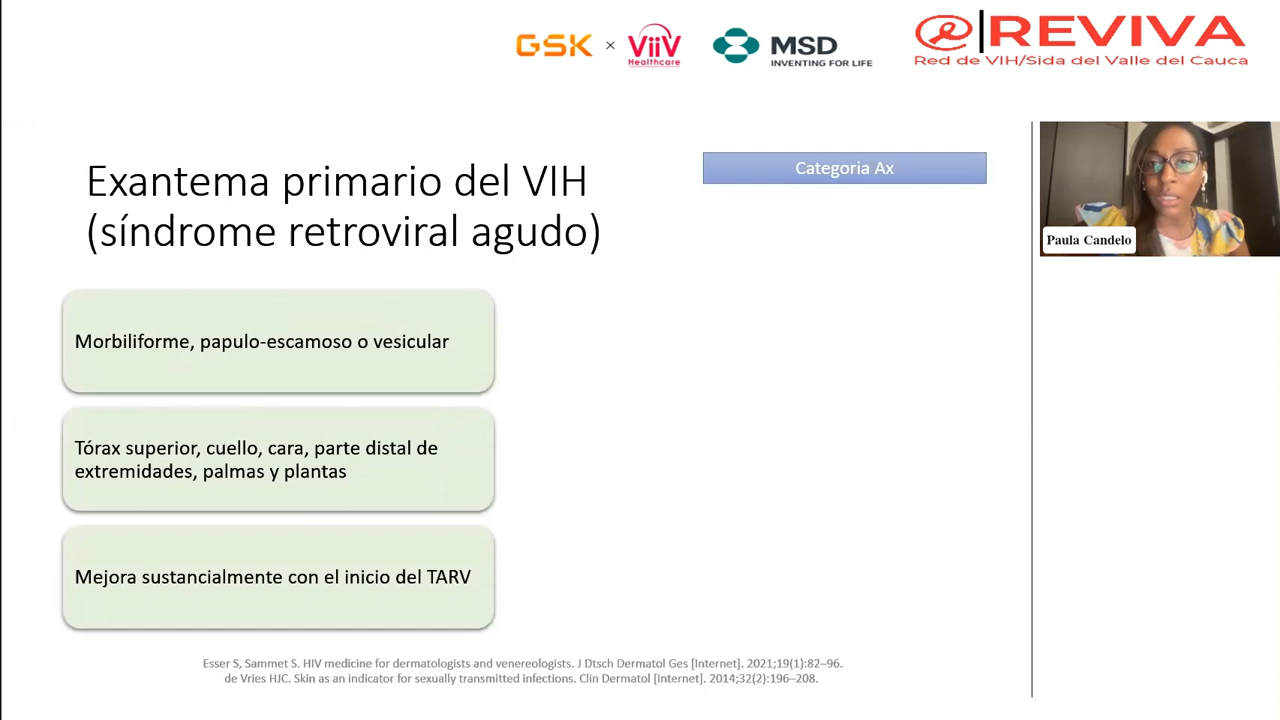 GSK × ViiV
Healthcare
MSD
INVENTING FOR LIFE
REVIVA
Red de VIH/Sida del Valle del Cauca
Exantema primario del VIH
(síndrome retroviral agudo)
Categoria Ax
Paula Candelo
Morbiliforme, papulo-escamoso o vesicular
Tórax superior, cuello, cara, parte distal de
extremidades, palmas y plantas
Mejora sustancialmente con el inicio del TARV
Esser S, Sammet S. HIV medicine for dermatologists and venereologists. J Dtsch Dermatol Ges [Internet]. 2021;19(1):82–96.
de Vries HJC. Skin as an indicator for sexually transmitted infections. Clin Dermatol [Internet]. 2014;32(2):196–208.